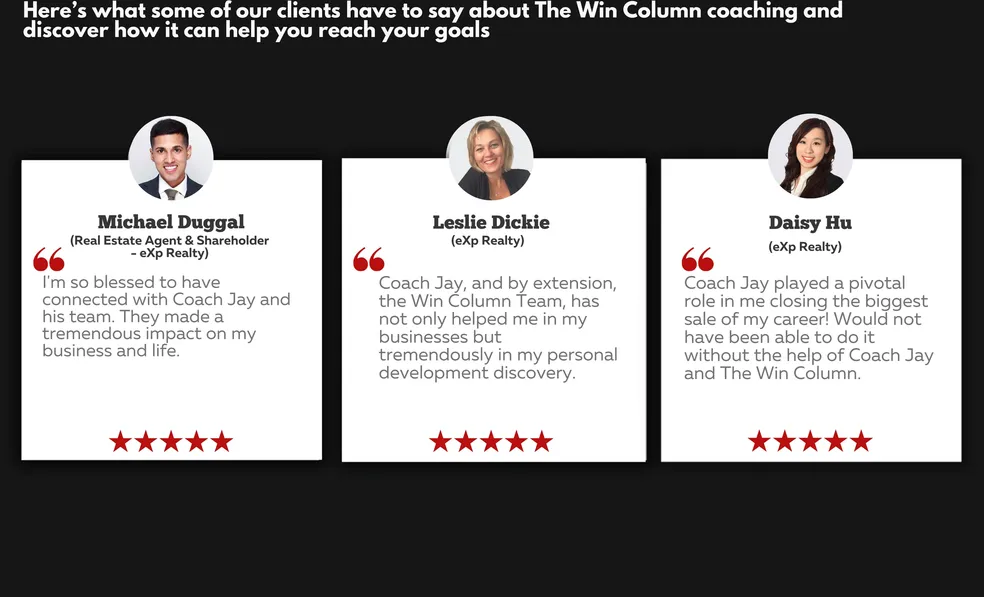 Here's what some of our clients have to say about The Win Column coaching and
discover how it can help you reach your goals
Michael Duggal
(Real Estate Agent & Shareholder
- eXp Realty)
I'm so blessed to have
connected with Coach Jay and
his team. They made a
tremendous impact on my
business and life.
Leslie Dickie
(eXp Realty)
Coach Jay, and by extension,
the Win Column Team, has
not only helped me in my
businesses but
tremendously in my personal
development discovery.
Daisy Hu
(eXp Realty)
Coach Jay played a pivotal
role in me closing the biggest
sale of my career! Would not
have been able to do it
without the help of Coach Jay
and The Win Column.